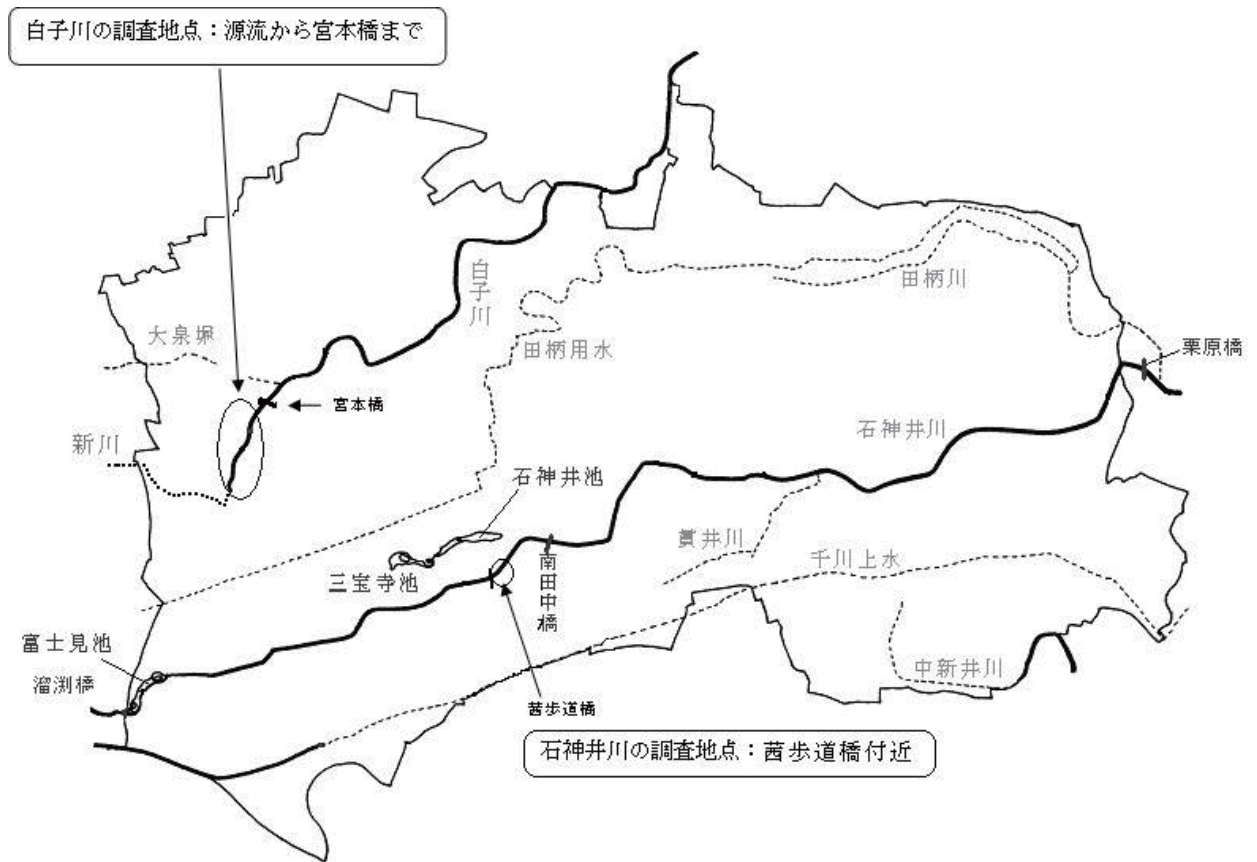 白子川の調査地点：源流から宮本橋まで
白子川
大泉堀
田柄川
田柄用水
栗原橋
宮本橋
石神井川
新川
石神井池
貫井川
千川上水
三宝寺池
南田中橋
富士見池
溜渕橋
中新井川
茜歩道橋
石神井川の調査地点：茜歩道橋付近